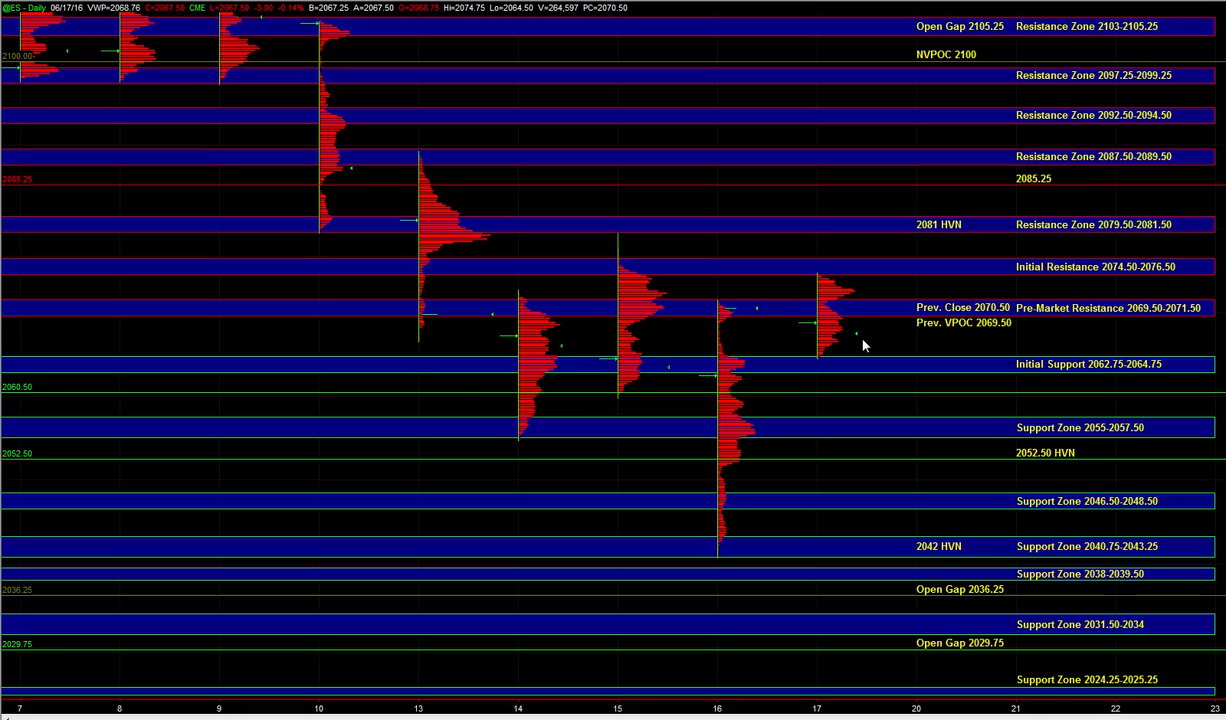 @ES - Daily 06/17/16 VWP=2068.76 C=2067.50 CME L=2067.50 -3.00 -0.14% B=2067.25 A=2067.50 O=2068.75 Hi=2074.75 Lo=2064.50 V=264,597 PC=2070.50
Open Gap 2105.25 Resistance Zone 2103-2105.25
2100.00 NVPOC 2100
Resistance Zone 2097.25-2099.25
Resistance Zone 2092.50-2094.50
Resistance Zone 2087.50-2089.50
2085.25 2085.25
2081 HVN Resistance Zone 2079.50-2081.50
Initial Resistance 2074.50-2076.50
Prev. Close 2070.50 Pre-Market Resistance 2069.50-2071.50
Prev. VPOC 2069.50
Initial Support 2062.75-2064.75
2060.50
Support Zone 2055-2057.50
2052.50 2052.50 HVN
Support Zone 2046.50-2048.50
2042 HVN Support Zone 2040.75-2043.25
Support Zone 2038-2039.50
2036.25 Open Gap 2036.25
Support Zone 2031.50-2034
2029.75 Open Gap 2029.75
Support Zone 2024.25-2025.25
7 8 9 10 13 14 15 16 17 20 21 22 23